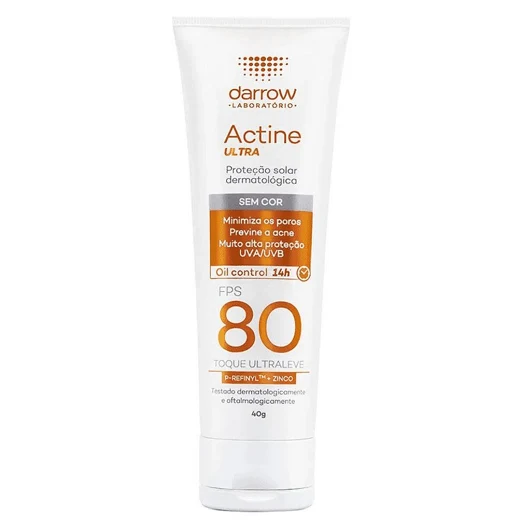 darrow
•LABORATÓRIO•
Actine
ULTRA
Proteção solar
dermatológica
SEM COR
Minimiza os poros
Previne a acne
Muito alta proteção
UVA/UVB
Oil control 14h
FPS
80
TOQUE ULTRALEVE
P-REFINYL™ + ZINCO
Testado dermatologicamente
e oftalmologicamente
40g